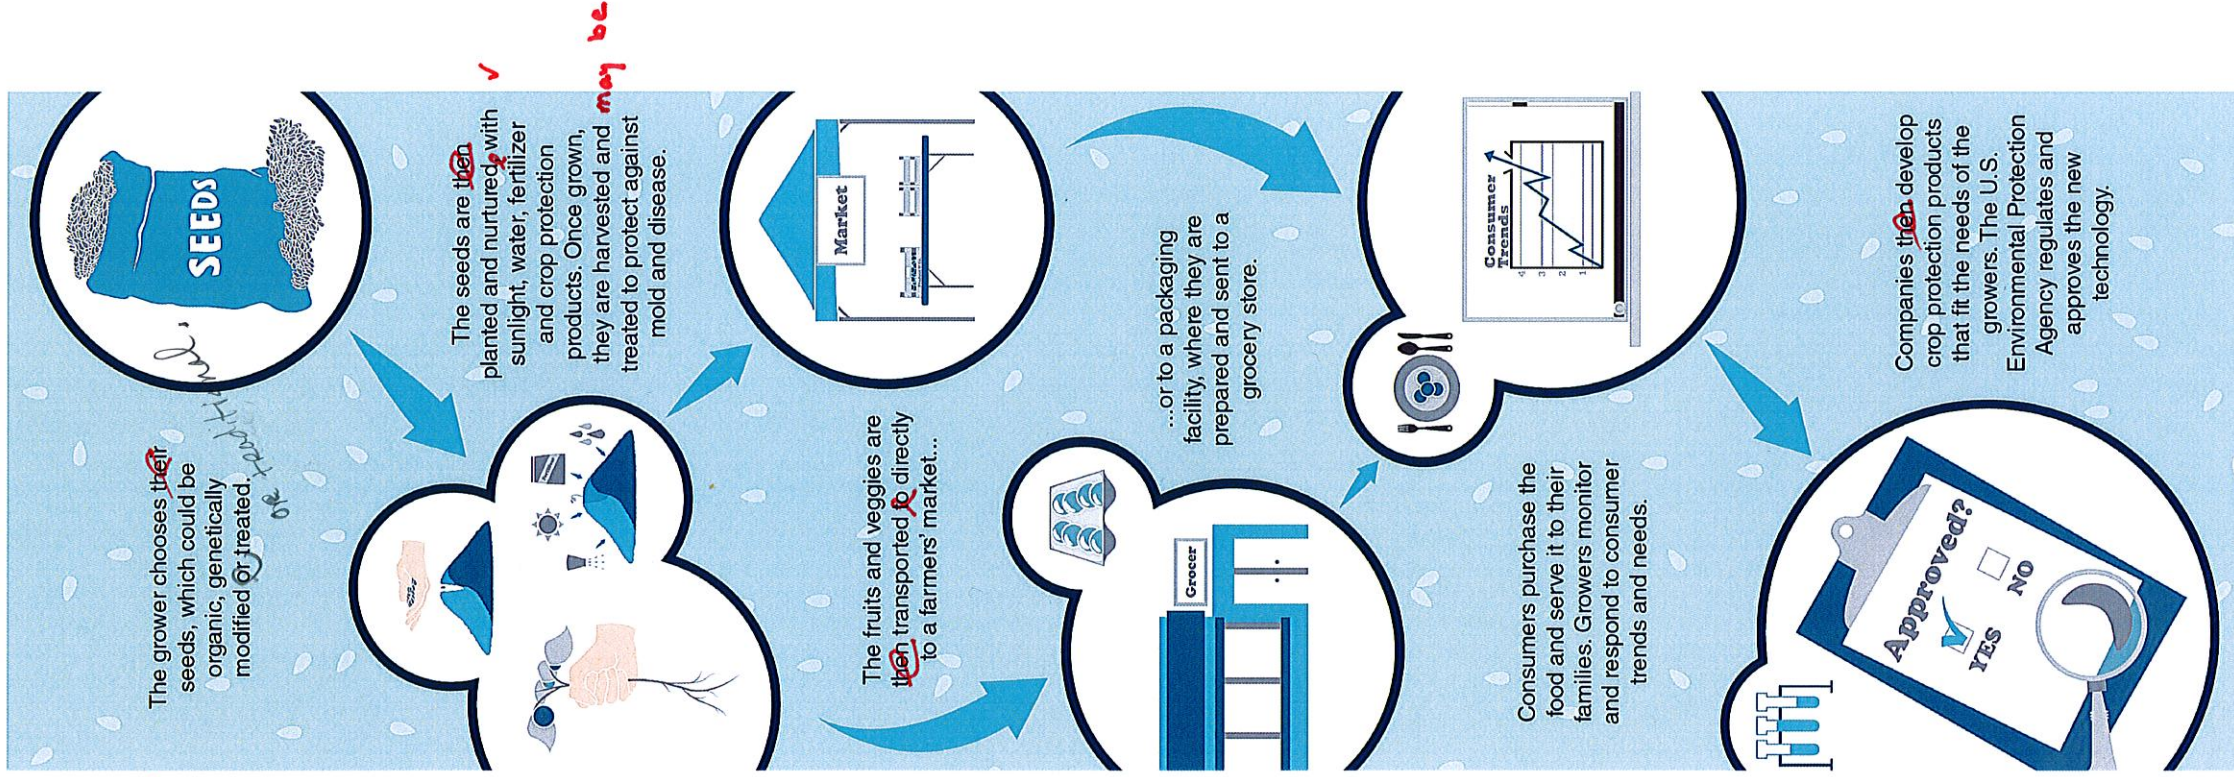 SEEDS
The grower chooses their
seeds, which could be
organic, genetically
modified or treated.
or traditional.
The seeds are then
planted and nurtured, with
sunlight, water, fertilizer
and crop protection
products. Once grown,
they are harvested and
may be
treated to protect against
mold and disease.
Market
The fruits and veggies are
then transported to directly
to a farmers' market...
...or to a packaging
facility, where they are
prepared and sent to a
grocery store.
Grocer
Consumer
Trends
4
3
2
1
Consumers purchase the
food and serve it to their
families. Growers monitor
and respond to consumer
trends and needs.
Companies then develop
crop protection products
that fit the needs of the
growers. The U.S.
Environmental Protection
Agency regulates and
approves the new
technology.
Approved?
YES
NO